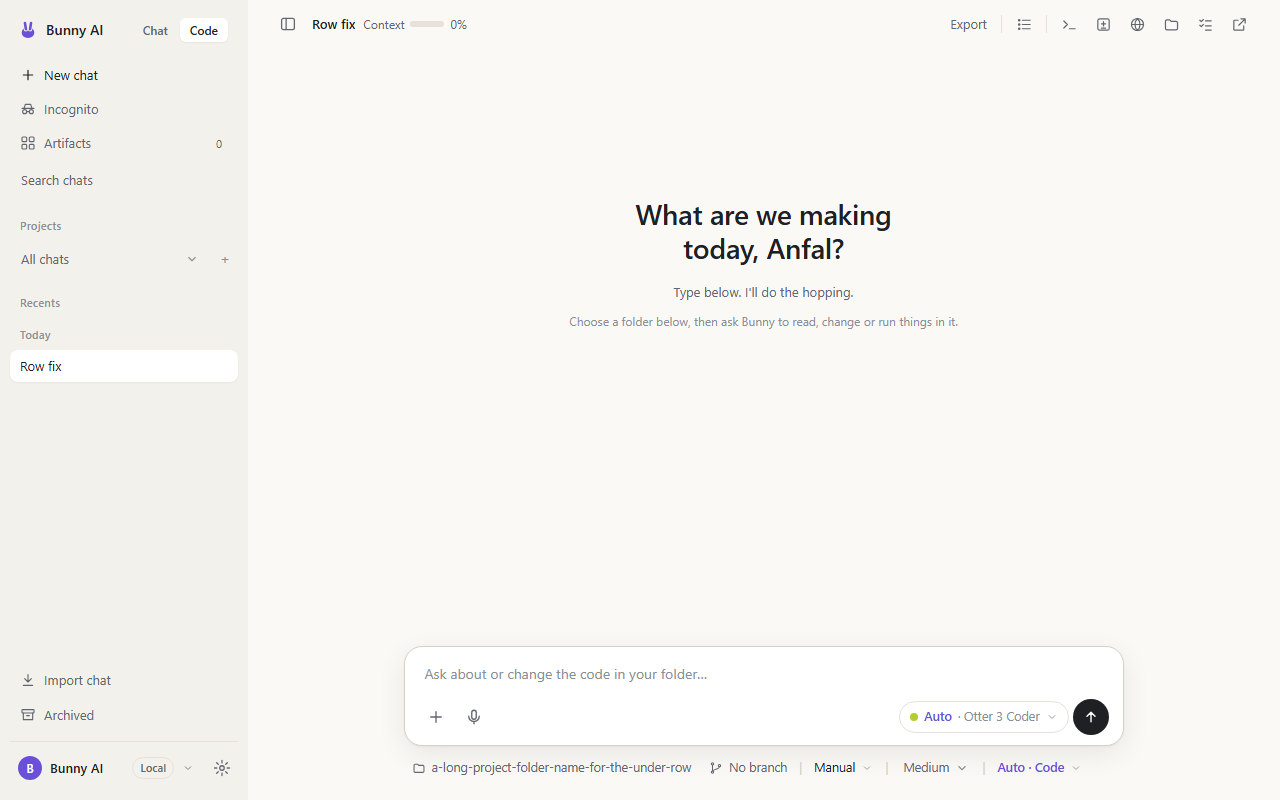 Bunny AI
Chat
Code
New chat
Incognito
Artifacts
0
Search chats
Projects
All chats
+
Recents
Today
Row fix
Import chat
Archived
B
Bunny AI
Local
Row fix
Context
0%
Export
What are we making
today, Anfal?
Type below. I'll do the hopping.
Choose a folder below, then ask Bunny to read, change or run things in it.
Ask about or change the code in your folder...
Auto · Otter 3 Coder
a-long-project-folder-name-for-the-under-row
No branch
Manual
Medium
Auto · Code